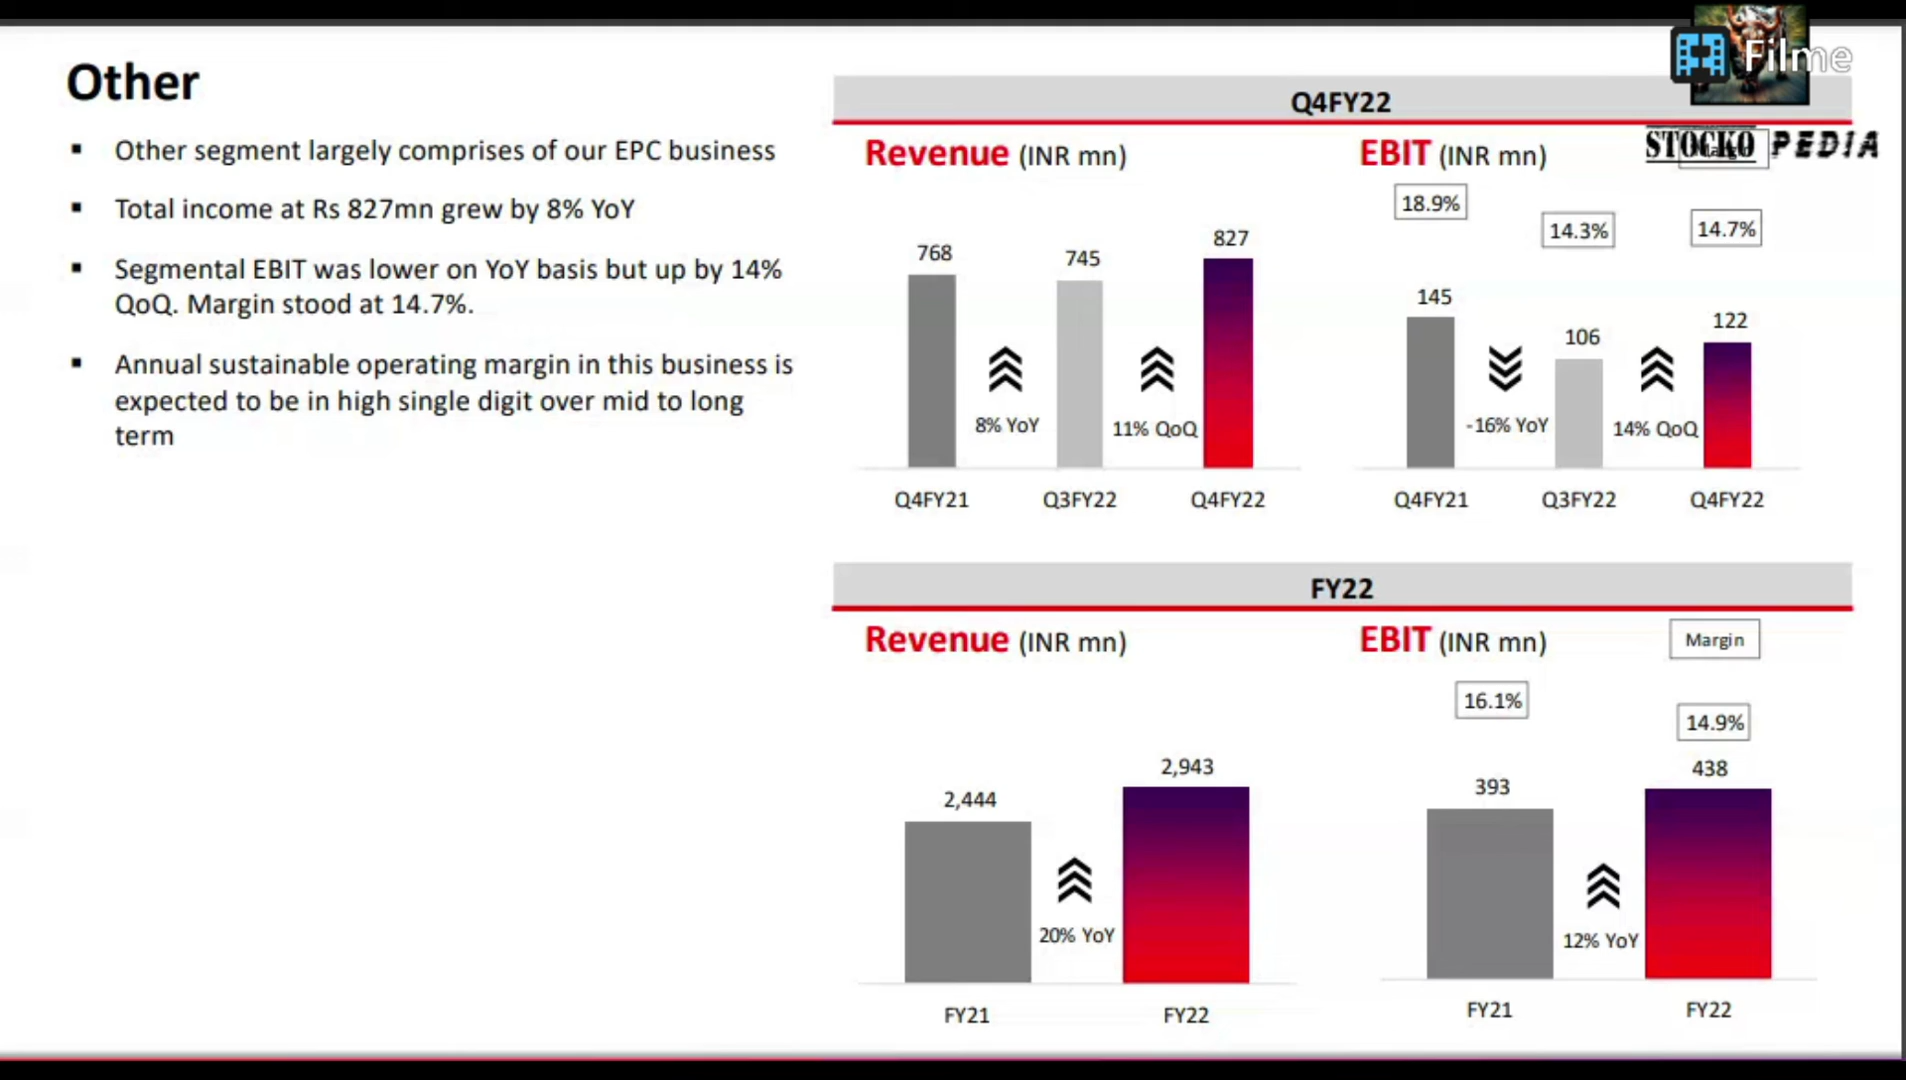 Filme
STOCKO PEDIA
Other
▪ Other segment largely comprises of our EPC business
▪ Total income at Rs 827mn grew by 8% YoY
▪ Segmental EBIT was lower on YoY basis but up by 14%
QoQ. Margin stood at 14.7%.
▪ Annual sustainable operating margin in this business is
expected to be in high single digit over mid to long
term
Q4FY22
Revenue (INR mn)
768
745
827
8% YoY
11% QoQ
Q4FY21
Q3FY22
Q4FY22
EBIT (INR mn)
18.9%
14.3%
14.7%
145
106
122
-16% YoY
14% QoQ
Q4FY21
Q3FY22
Q4FY22
FY22
Revenue (INR mn)
2,444
2,943
20% YoY
FY21
FY22
EBIT (INR mn)
Margin
16.1%
14.9%
393
438
12% YoY
FY21
FY22